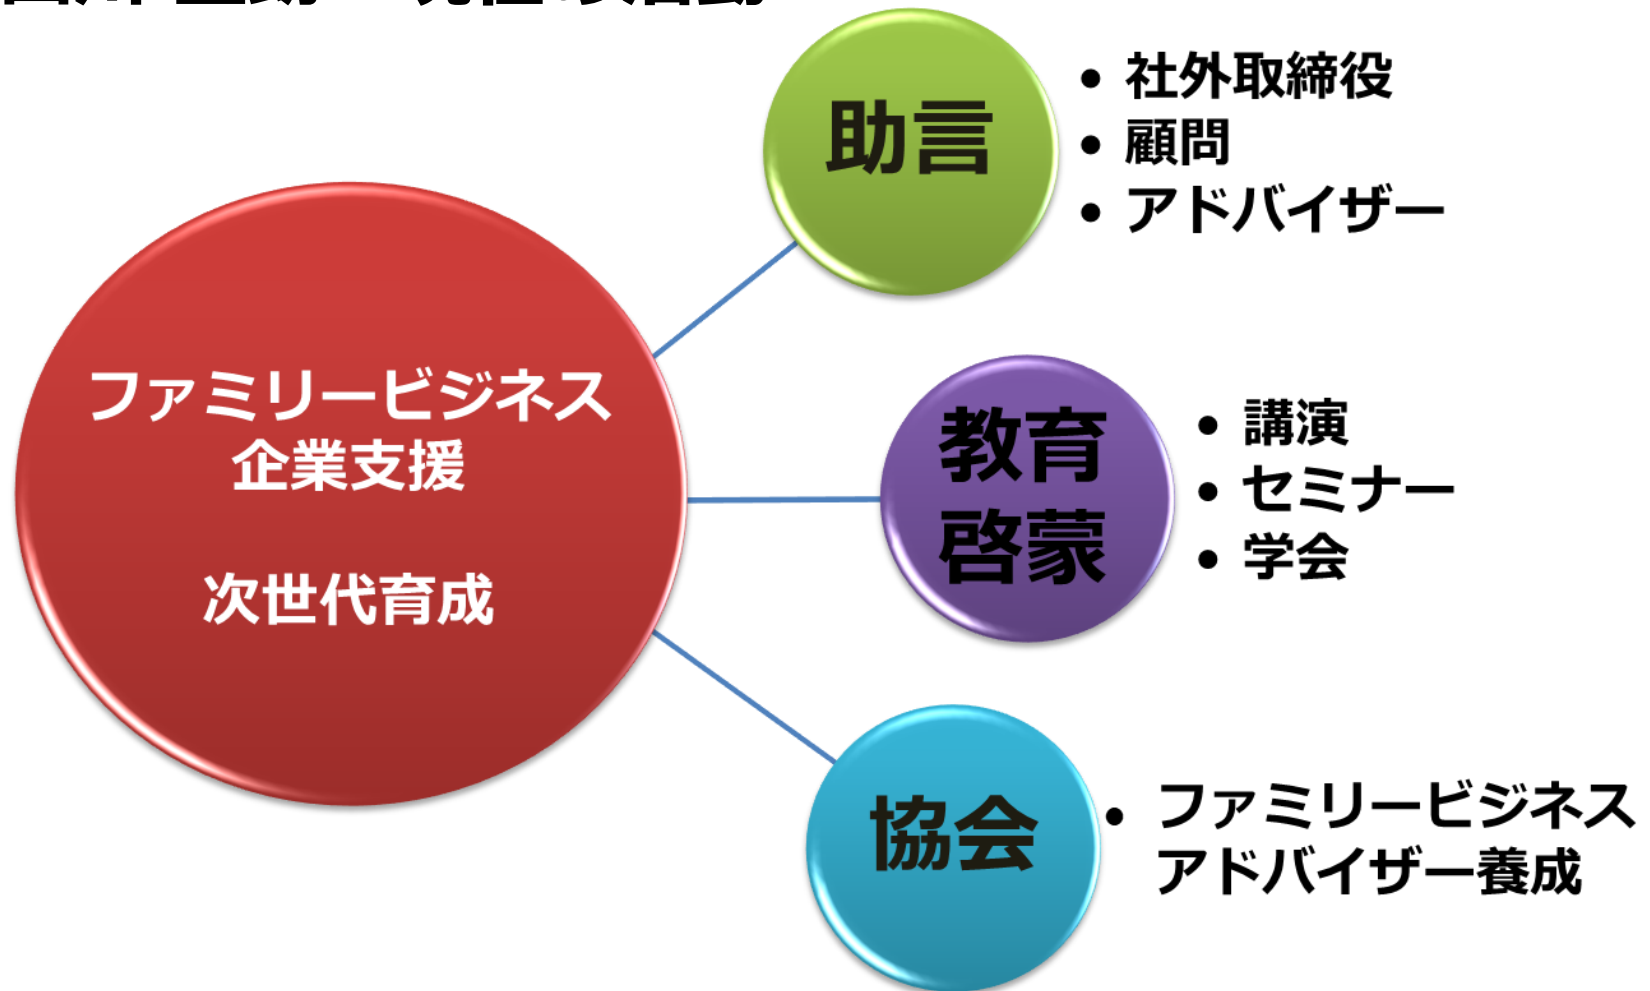 助言
• 社外取締役
• 顧問
• アドバイザー
ファミリービジネス
企業支援
次世代育成
教育
啓蒙
• 講演
• セミナー
• 学会
協会
• ファミリービジネス
アドバイザー養成